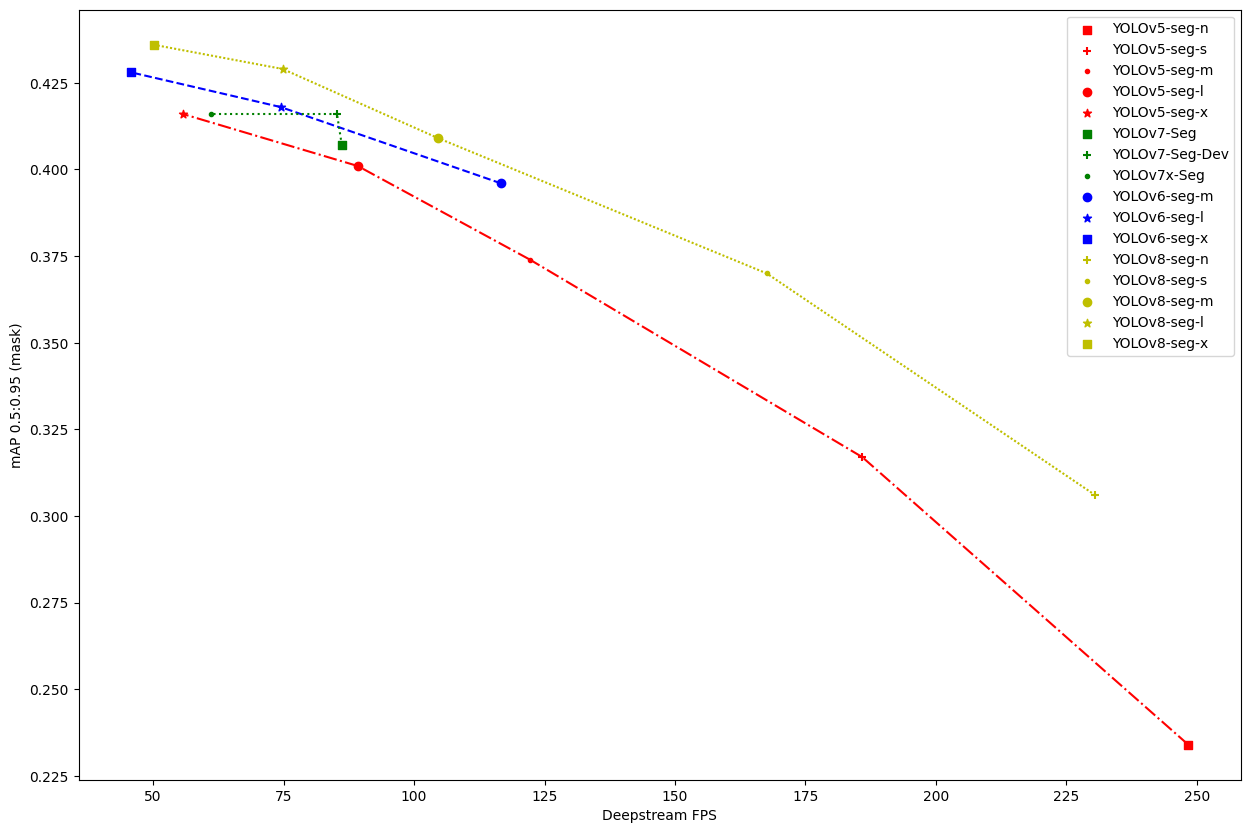 YOLOv5-seg-n
YOLOv5-seg-s
YOLOv5-seg-m
YOLOv5-seg-l
YOLOv5-seg-x
YOLOv7-Seg
YOLOv7-Seg-Dev
YOLOv7x-Seg
YOLOv6-seg-m
YOLOv6-seg-l
YOLOv6-seg-x
YOLOv8-seg-n
YOLOv8-seg-s
YOLOv8-seg-m
YOLOv8-seg-l
YOLOv8-seg-x
mAP 0.5:0.95 (mask)
0.425
0.400
0.375
0.350
0.325
0.300
0.275
0.250
0.225
50 75 100 125 150 175 200 225 250
Deepstream FPS